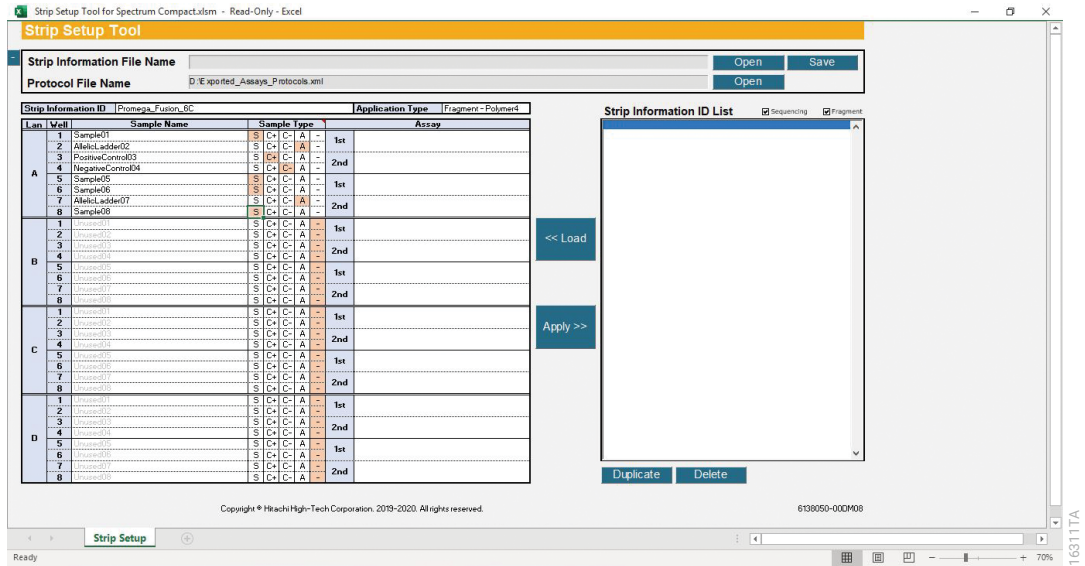 Strip Setup Tool for Spectrum Compact.xlsm - Read-Only - Excel
Strip Setup Tool
-
Strip Information File Name Open Save
Protocol File Name D:\Exported_Assays_Protocols.xml Open
Strip Information ID Promega_Fusion_6C Application Type Fragment-Polymer4
Strip Information ID List Sequencing Fragment
Lan Well Sample Name Sample Type Assay
A
1 Sample01 S C+ C- A - 1st
2 AllelicLadder02 S C+ C- A -
3 PositiveControl03 S C+ C- A - 2nd
4 NegativeControl04 S C+ C- A -
5 Sample05 S C+ C- A - 1st
6 Sample06 S C+ C- A -
7 AllelicLadder07 S C+ C- A - 2nd
8 Sample08 S C+ C- A -
B
1 Unused01 S C+ C- A - 1st
2 Unused02 S C+ C- A -
3 Unused03 S C+ C- A - 2nd
4 Unused04 S C+ C- A -
5 Unused05 S C+ C- A - 1st
6 Unused06 S C+ C- A -
7 Unused07 S C+ C- A - 2nd
8 Unused08 S C+ C- A -
C
1 Unused01 S C+ C- A - 1st
2 Unused02 S C+ C- A -
3 Unused03 S C+ C- A - 2nd
4 Unused04 S C+ C- A -
5 Unused05 S C+ C- A - 1st
6 Unused06 S C+ C- A -
7 Unused07 S C+ C- A - 2nd
8 Unused08 S C+ C- A -
D
1 Unused01 S C+ C- A - 1st
2 Unused02 S C+ C- A -
3 Unused03 S C+ C- A - 2nd
4 Unused04 S C+ C- A -
5 Unused05 S C+ C- A - 1st
6 Unused06 S C+ C- A -
7 Unused07 S C+ C- A - 2nd
8 Unused08 S C+ C- A -
<< Load
Apply >>
Duplicate Delete
Copyright © Hitachi High-Tech Corporation. 2019-2020. All rights reserved. 6138050-00DM08
Strip Setup
Ready 70%
16311TA